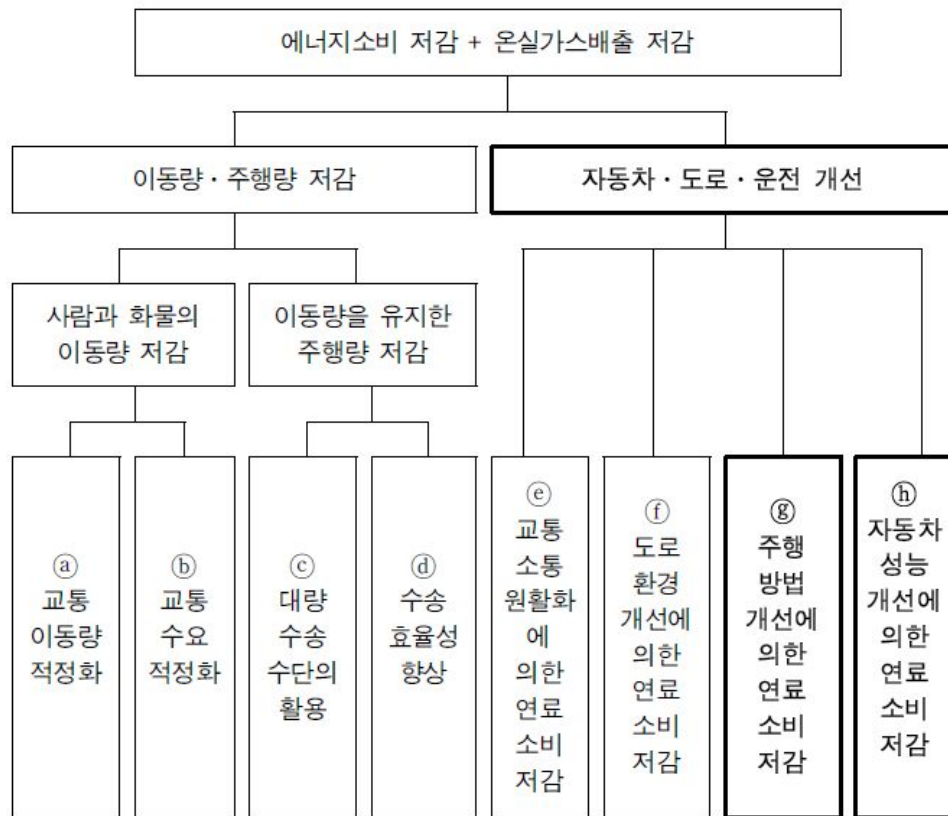 에너지소비 저감 + 온실가스배출 저감
이동량·주행량 저감
자동차·도로·운전 개선
사람과 화물의
이동량 저감
이동량을 유지한
주행량 저감
ⓐ
교통
이동량
적정화
ⓑ
교통
수요
적정화
ⓒ
대량
수송
수단의
활용
ⓓ
수송
효율성
향상
ⓔ
교통
소통
원활화
에
의한
연료
소비
저감
ⓕ
도로
환경
개선에
의한
연료
소비
저감
ⓖ
주행
방법
개선에
의한
연료
소비
저감
ⓗ
자동차
성능
개선에
의한
연료
소비
저감